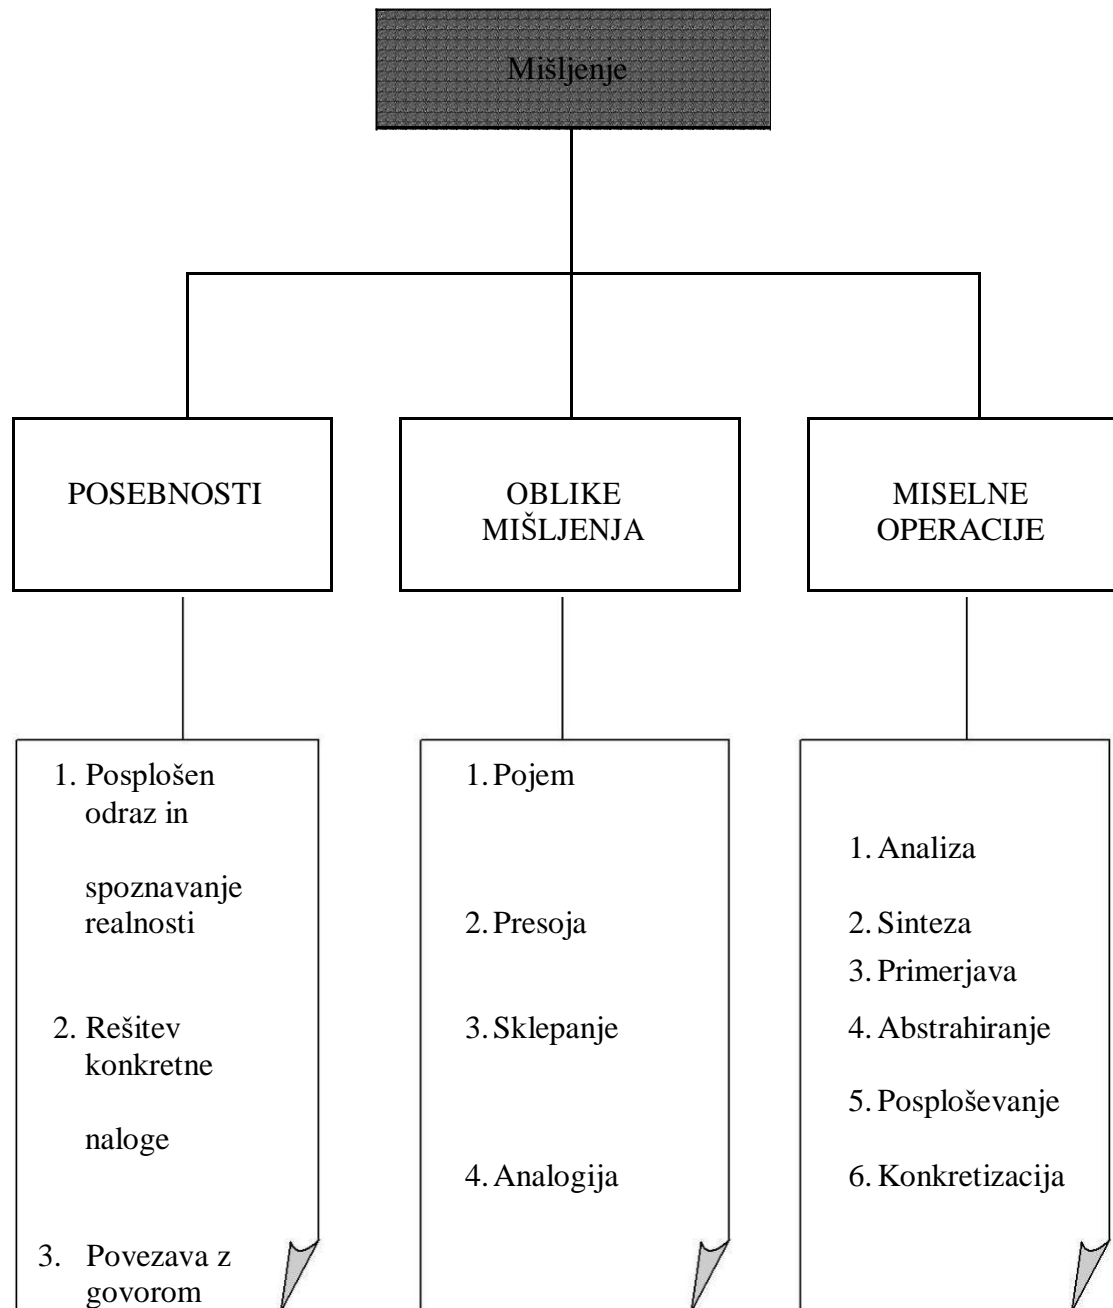 Mišljenje
POSEBNOSTI
OBLIKE
MIŠLJENJA
MISELNE
OPERACIJE
1. Posplošen
odraz in
spoznavanje
realnosti
2. Rešitev
konkretne
naloge
3. Povezava z
govorom
1. Pojem
2. Presoja
3. Sklepanje
4. Analogija
1. Analiza
2. Sinteza
3. Primerjava
4. Abstrahiranje
5. Posploševanje
6. Konkretizacija